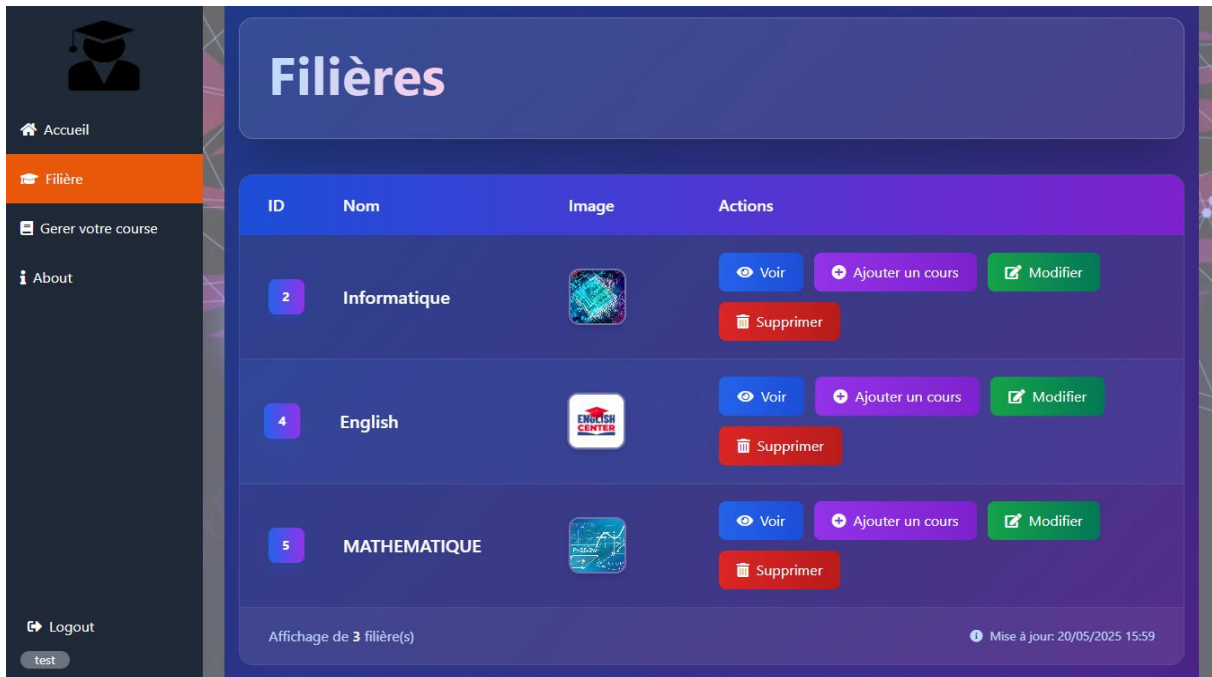 Filières
Accueil
Filière
Gerer votre course
About
Logout
test
ID Nom Image Actions
2 Informatique Voir Ajouter un cours Modifier
Supprimer
4 English ENGLISH CENTER Voir Ajouter un cours Modifier
Supprimer
5 MATHEMATIQUE Voir Ajouter un cours Modifier
Supprimer
Affichage de 3 filière(s) Mise à jour: 20/05/2025 15:59